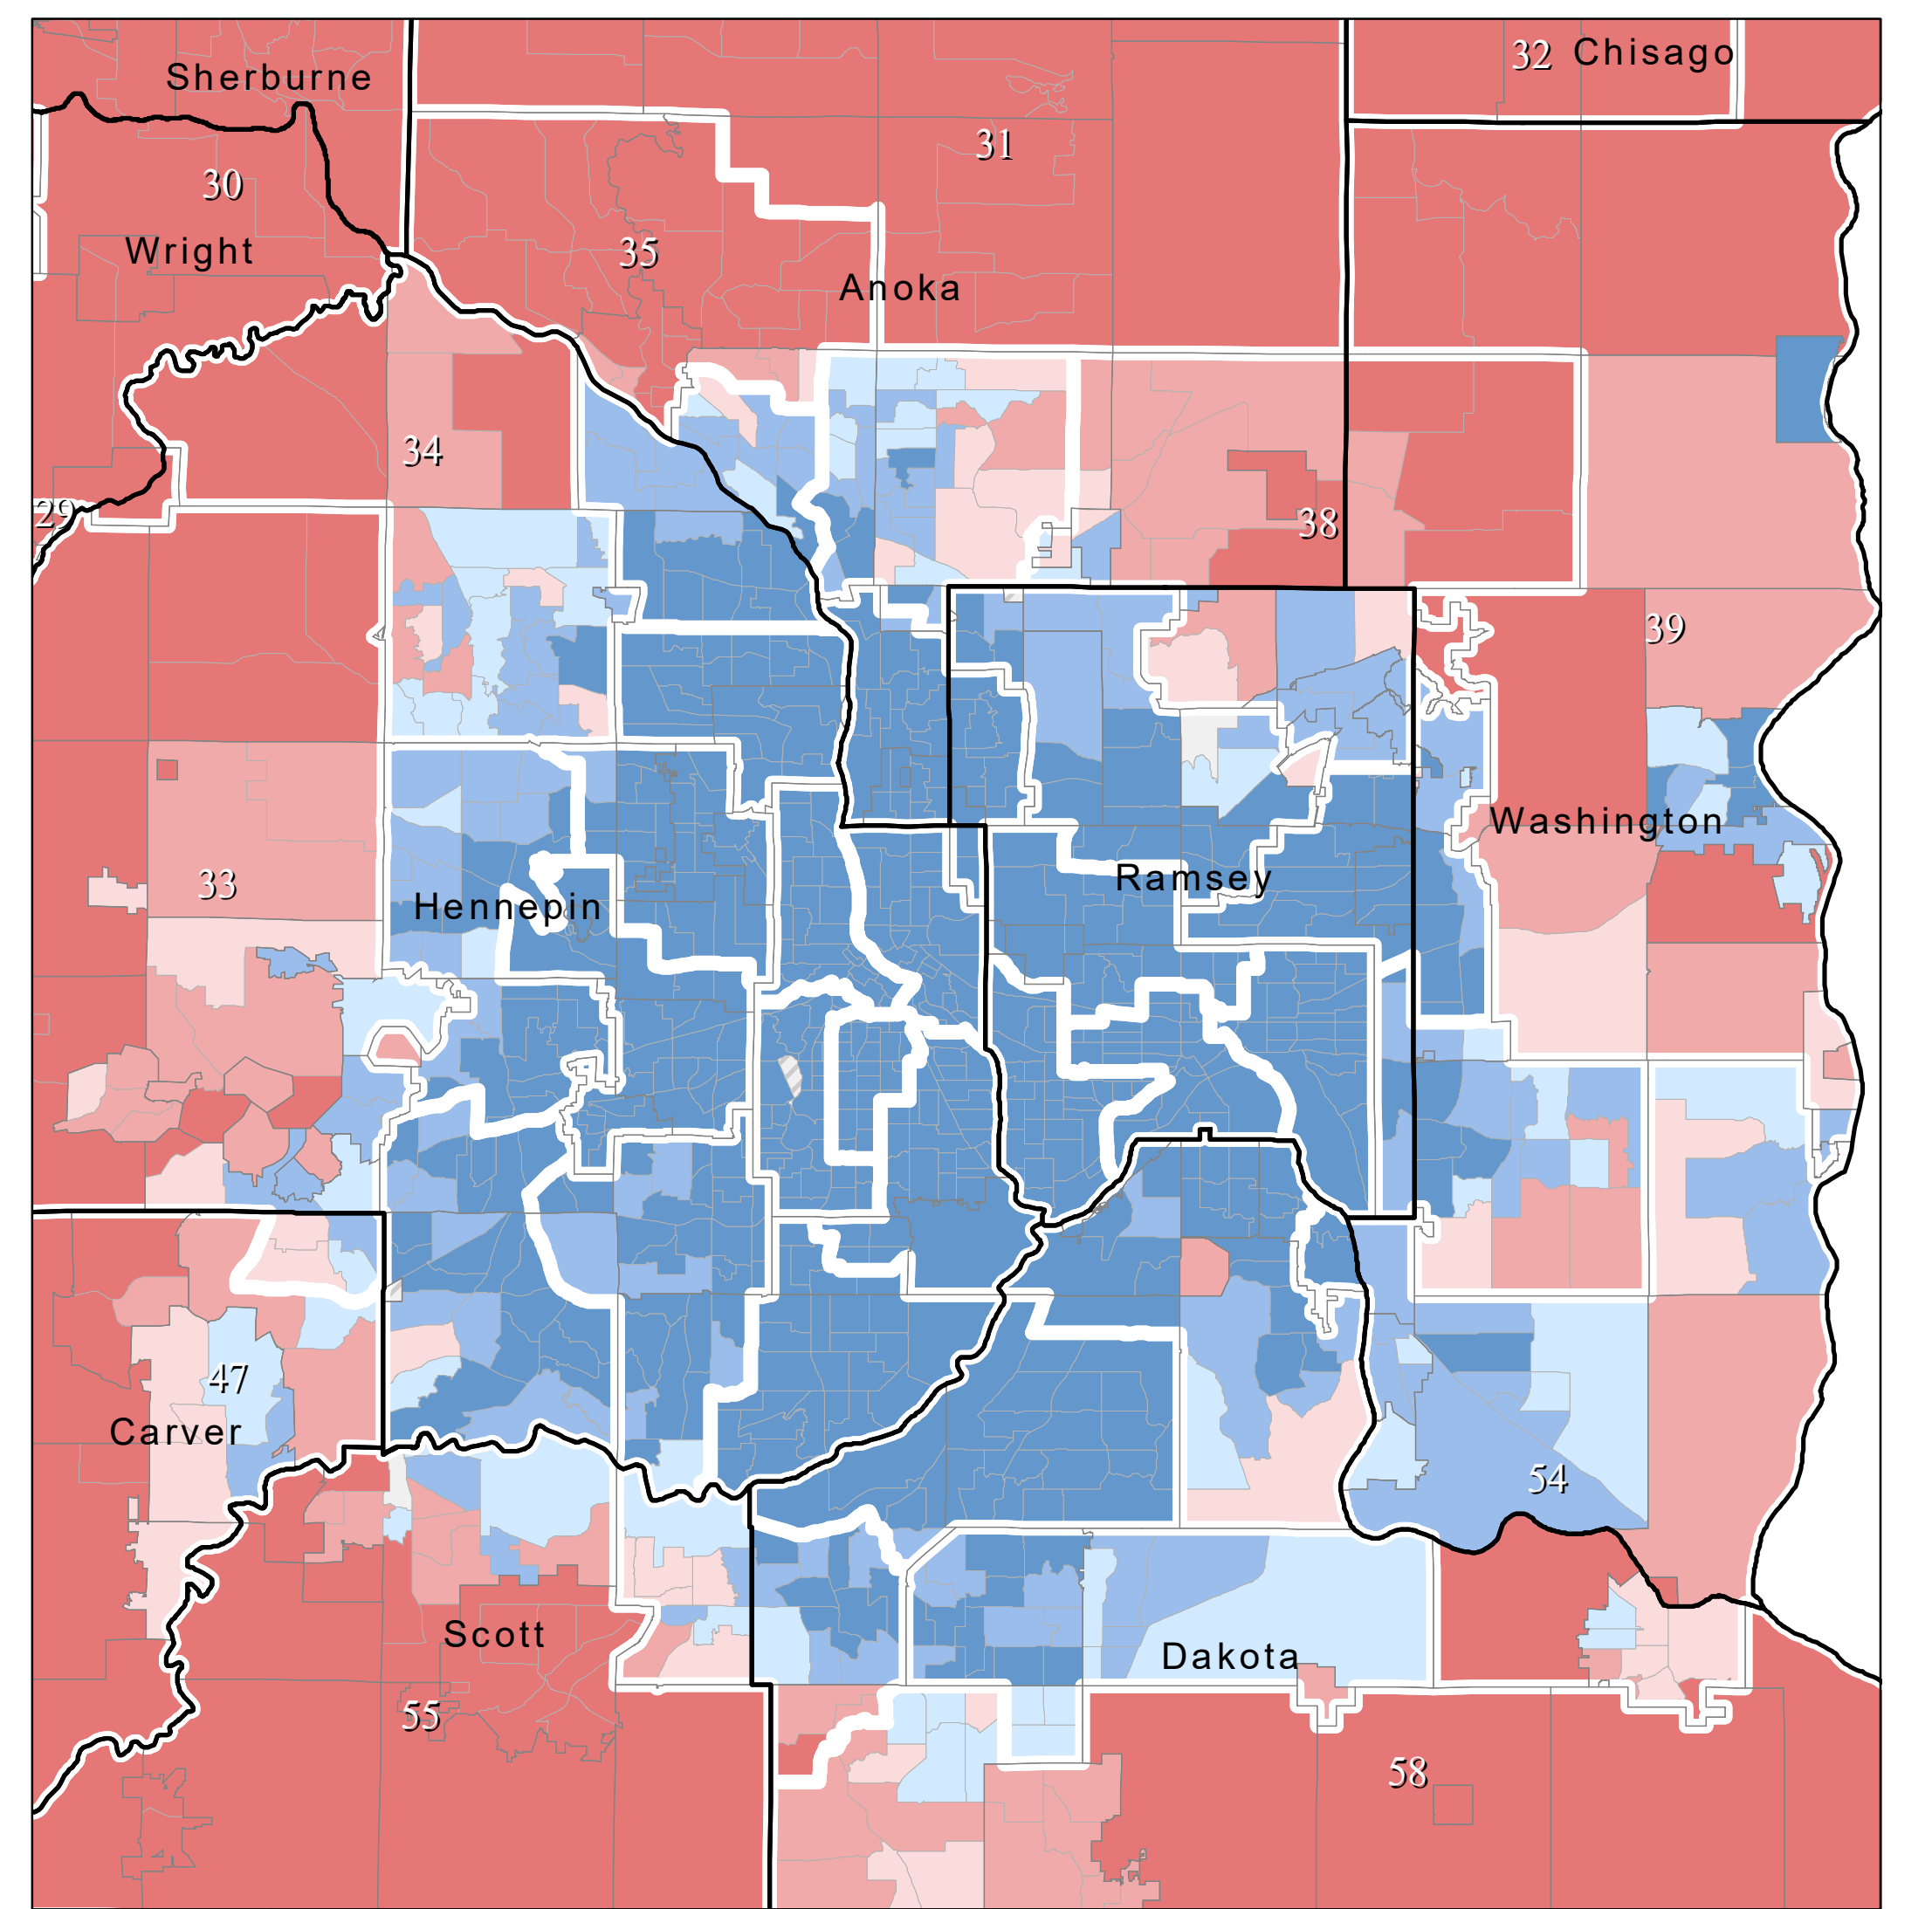 32 Chisago
Sherburne
31
30
Wright
35
Anoka
34
29
38
39
Washington
33
Ramsey
Hennepin
47
Carver
54
Scott
Dakota
55
58